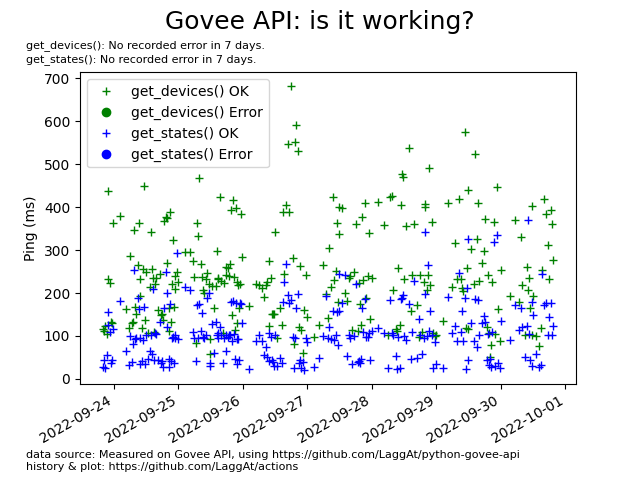 Govee API: is it working?
get_devices(): No recorded error in 7 days.
get_states(): No recorded error in 7 days.
get_devices() OK
get_devices() Error
get_states() OK
get_states() Error
Ping (ms)
700
600
500
400
300
200
100
0
2022-09-24
2022-09-25
2022-09-26
2022-09-27
2022-09-28
2022-09-29
2022-09-30
2022-10-01
data source: Measured on Govee API, using https://github.com/LaggAt/python-govee-api
history & plot: https://github.com/LaggAt/actions